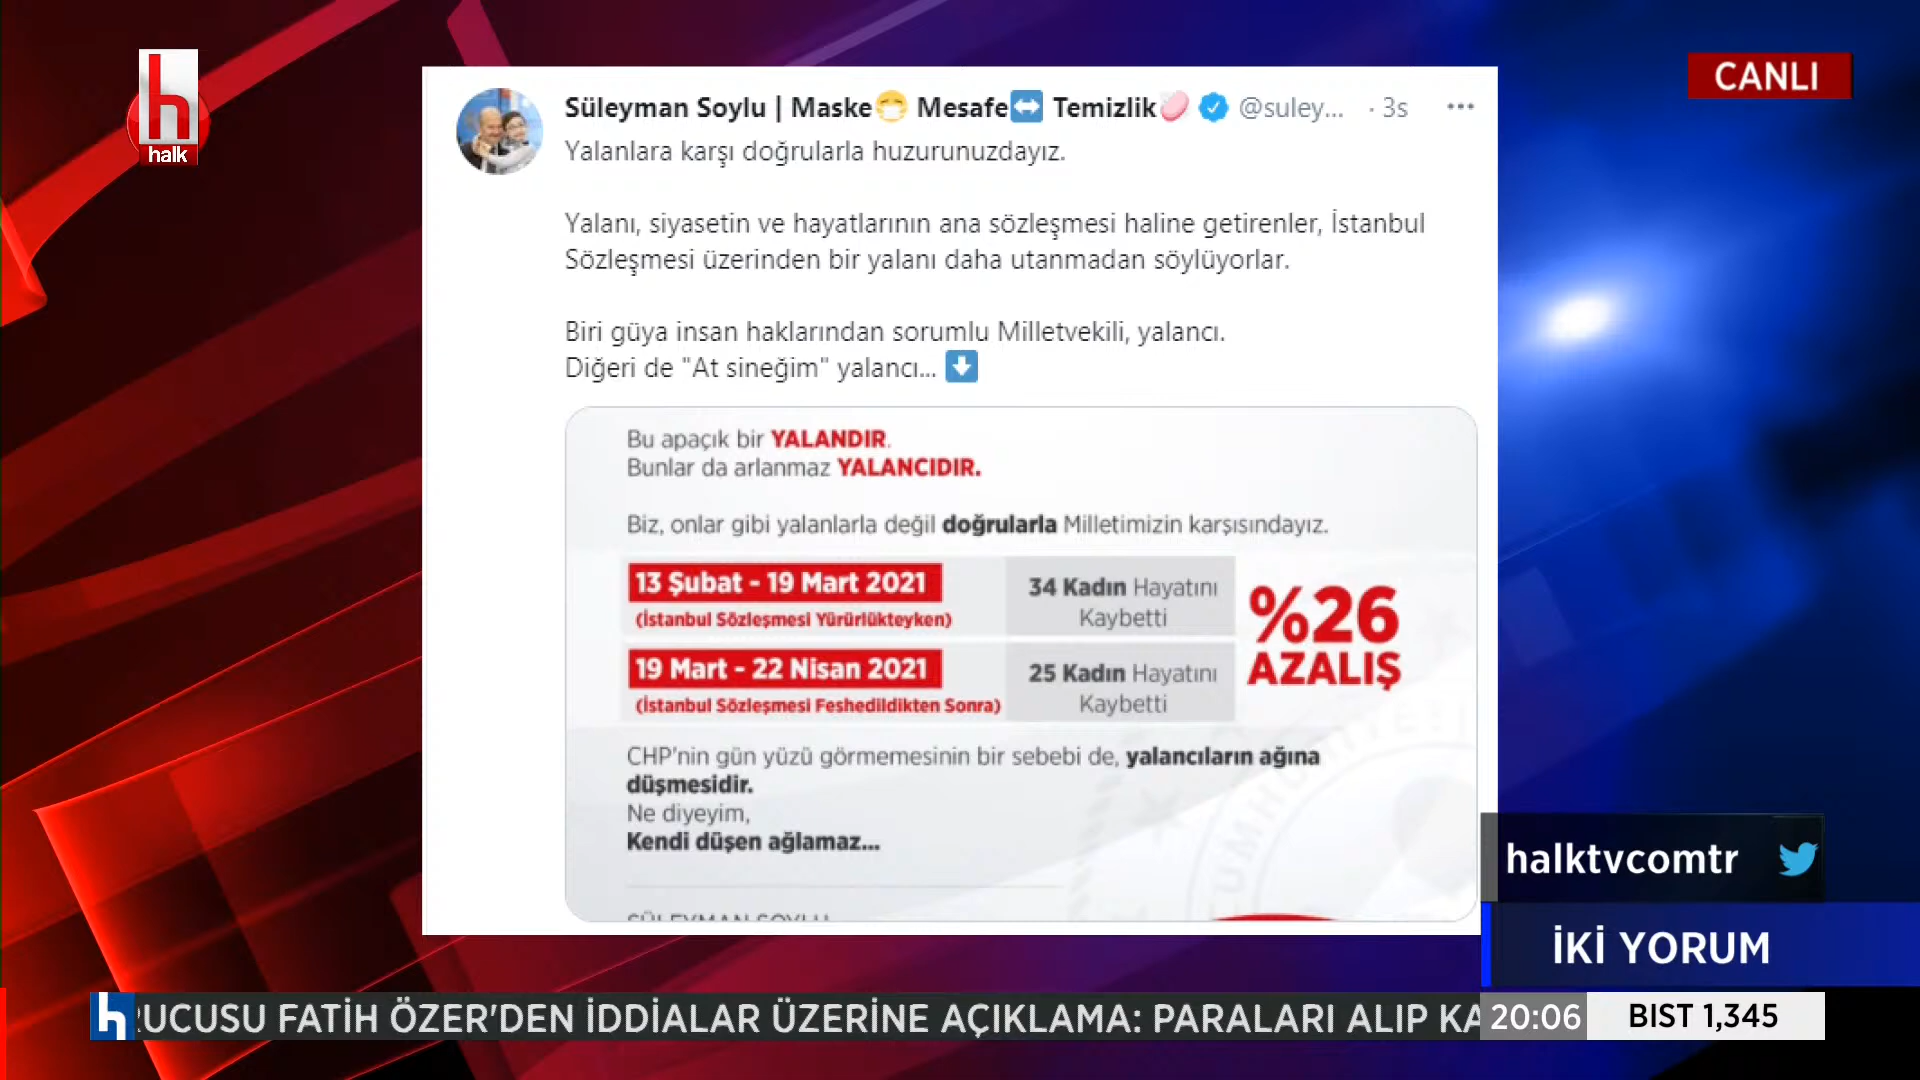 h
halk
CANLI
Süleyman Soylu | Maske😷 Mesafe↔️ Temizlik🧼 @suley... · 3s ···
Yalanlara karşı doğrularla huzurunuzdayız.
Yalanı, siyasetin ve hayatlarının ana sözleşmesi haline getirenler, İstanbul
Sözleşmesi üzerinden bir yalanı daha utanmadan söylüyorlar.
Biri güya insan haklarından sorumlu Milletvekili, yalancı.
Diğeri de "At sineğim" yalancı... ⬇️
Bu apaçık bir YALANDIR.
Bunlar da arlanmaz YALANCIDIR.
Biz, onlar gibi yalanlarla değil doğrularla Milletimizin karşısındayız.
13 Şubat - 19 Mart 2021
(İstanbul Sözleşmesi Yürürlükteyken)
34 Kadın Hayatını
Kaybetti
19 Mart - 22 Nisan 2021
(İstanbul Sözleşmesi Feshedildikten Sonra)
25 Kadın Hayatını
Kaybetti
%26
AZALIŞ
CHP'nin gün yüzü görmemesinin bir sebebi de, yalancıların ağına
düşmesidir.
Ne diyeyim,
Kendi düşen ağlamaz...
SÜLEYMAN SOYLU
halktvcomtr
İKİ YORUM
h
RUCUSU FATİH ÖZER'DEN İDDİALAR ÜZERİNE AÇIKLAMA: PARALARI ALIP KA
20:06
BIST 1,345